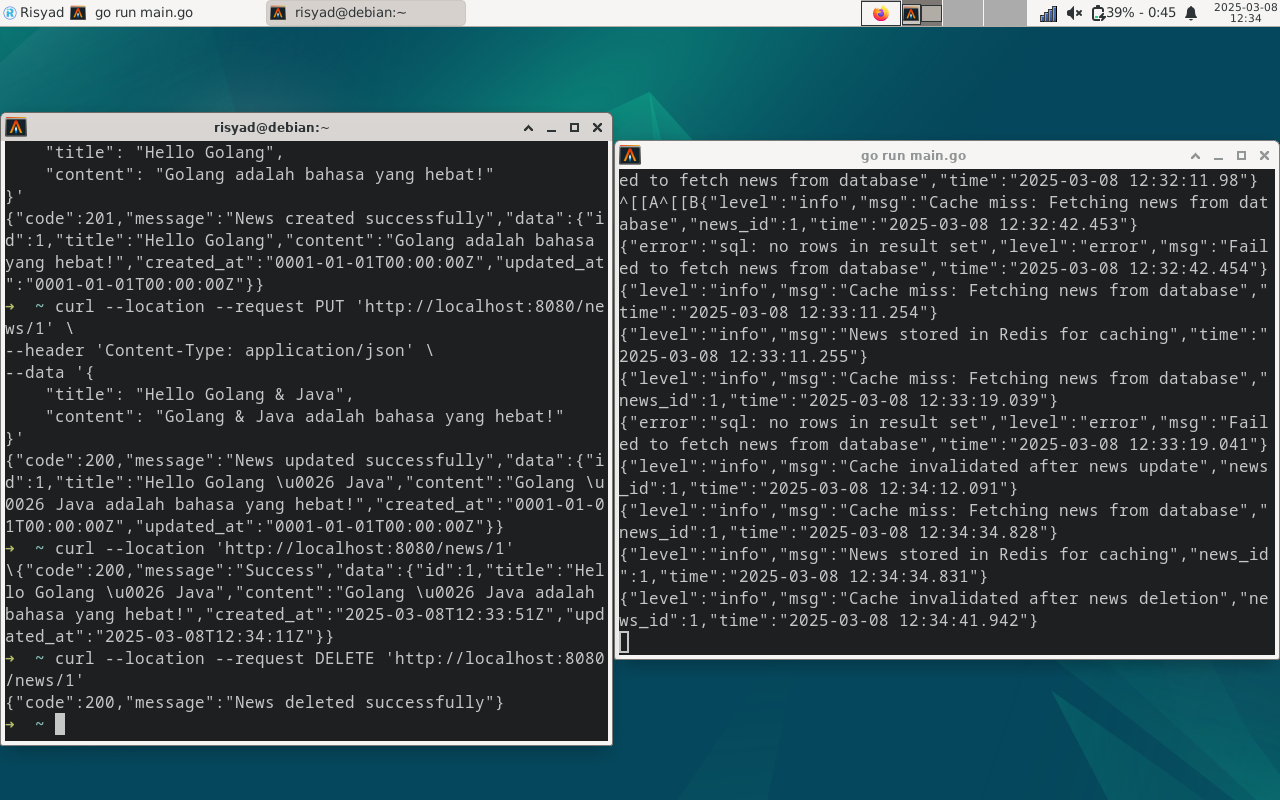 Risyad
go run main.go
risyad@debian:~
39% - 0:45
2025-03-08
12:34
risyad@debian:~
    "title": "Hello Golang",
    "content": "Golang adalah bahasa yang hebat!"
}'
{"code":201,"message":"News created successfully","data":{"i
d":1,"title":"Hello Golang","content":"Golang adalah bahasa 
yang hebat!","created_at":"0001-01-01T00:00:00Z","updated_at
":"0001-01-01T00:00:00Z"}}
➜  ~ curl --location --request PUT 'http://localhost:8080/ne
ws/1' \
--header 'Content-Type: application/json' \
--data '{
    "title": "Hello Golang & Java",
    "content": "Golang & Java adalah bahasa yang hebat!"
}'
{"code":200,"message":"News updated successfully","data":{"i
d":1,"title":"Hello Golang \u0026 Java","content":"Golang \u
0026 Java adalah bahasa yang hebat!","created_at":"0001-01-0
1T00:00:00Z","updated_at":"0001-01-01T00:00:00Z"}}
➜  ~ curl --location 'http://localhost:8080/news/1'
\{"code":200,"message":"Success","data":{"id":1,"title":"Hel
lo Golang \u0026 Java","content":"Golang \u0026 Java adalah 
bahasa yang hebat!","created_at":"2025-03-08T12:33:51Z","upd
ated_at":"2025-03-08T12:34:11Z"}}
➜  ~ curl --location --request DELETE 'http://localhost:8080
/news/1'
{"code":200,"message":"News deleted successfully"}
➜  ~
go run main.go
ed to fetch news from database","time":"2025-03-08 12:32:11.98"}
^[[A^[[B{"level":"info","msg":"Cache miss: Fetching news from dat
abase","news_id":1,"time":"2025-03-08 12:32:42.453"}
{"error":"sql: no rows in result set","level":"error","msg":"Fail
ed to fetch news from database","time":"2025-03-08 12:32:42.454"}
{"level":"info","msg":"Cache miss: Fetching news from database","
time":"2025-03-08 12:33:11.254"}
{"level":"info","msg":"News stored in Redis for caching","time":"
2025-03-08 12:33:11.255"}
{"level":"info","msg":"Cache miss: Fetching news from database","
news_id":1,"time":"2025-03-08 12:33:19.039"}
{"error":"sql: no rows in result set","level":"error","msg":"Fail
ed to fetch news from database","time":"2025-03-08 12:33:19.041"}
{"level":"info","msg":"Cache invalidated after news update","news
_id":1,"time":"2025-03-08 12:34:12.091"}
{"level":"info","msg":"Cache miss: Fetching news from database","
news_id":1,"time":"2025-03-08 12:34:34.828"}
{"level":"info","msg":"News stored in Redis for caching","news_id
":1,"time":"2025-03-08 12:34:34.831"}
{"level":"info","msg":"Cache invalidated after news deletion","ne
ws_id":1,"time":"2025-03-08 12:34:41.942"}